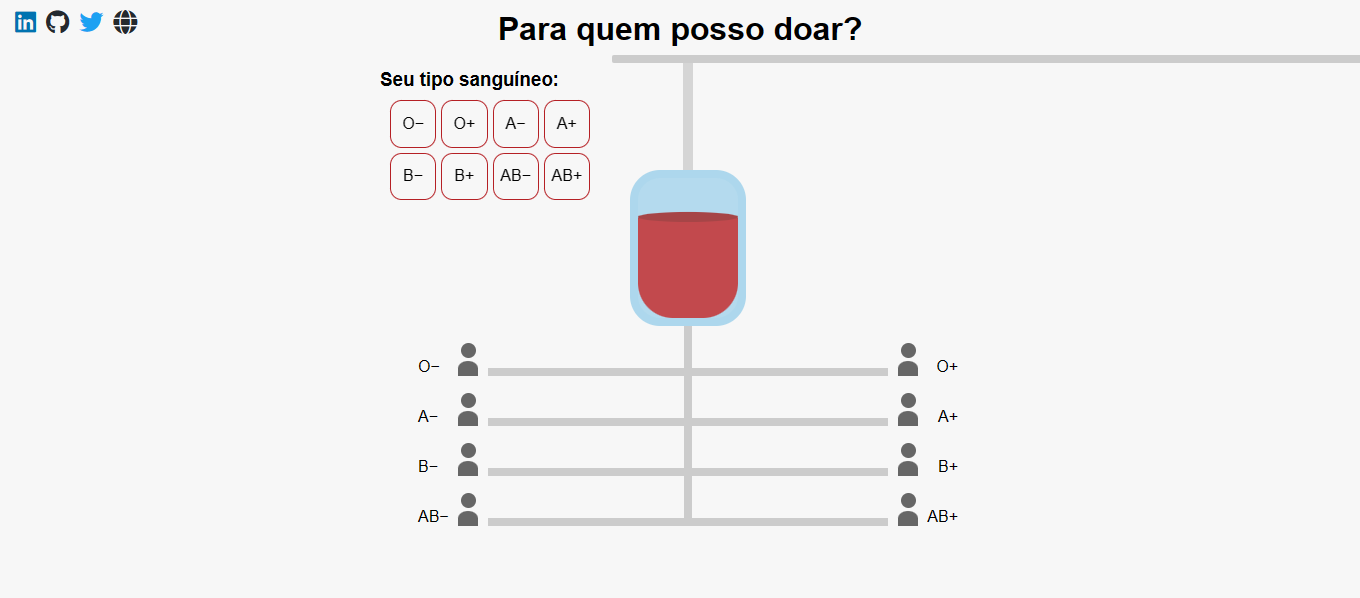 Para quem posso doar?
Seu tipo sanguíneo:
O− O+ A− A+
B− B+ AB− AB+
O− O+
A− A+
B− B+
AB− AB+